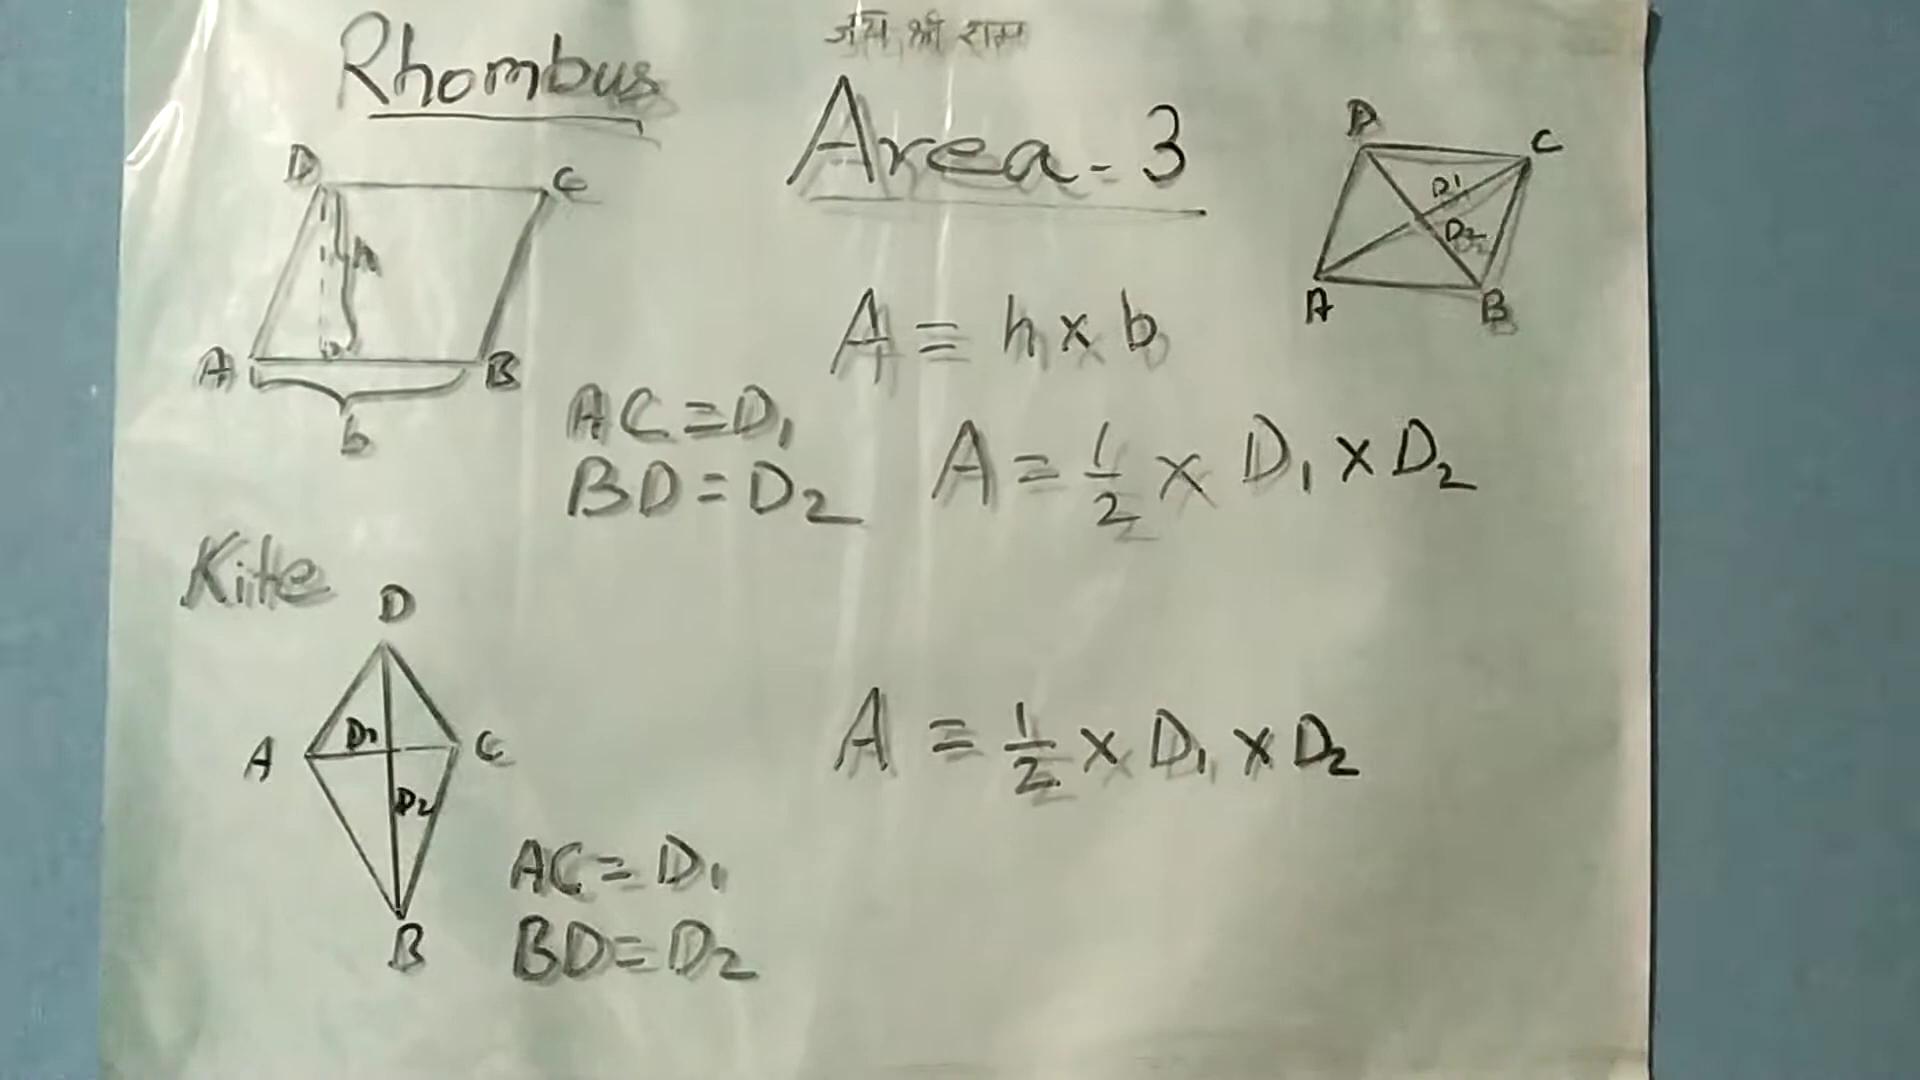 जय श्री राम
Rhombus
Area - 3
D C
h
A B
b
D C
D1
D2
A B
A = h × b
AC = D₁
BD = D₂
A = 1/2 × D₁ × D₂
Kite
D
A D1 C
D2
B
A = 1/2 × D₁ × D₂
AC = D₁
BD = D₂